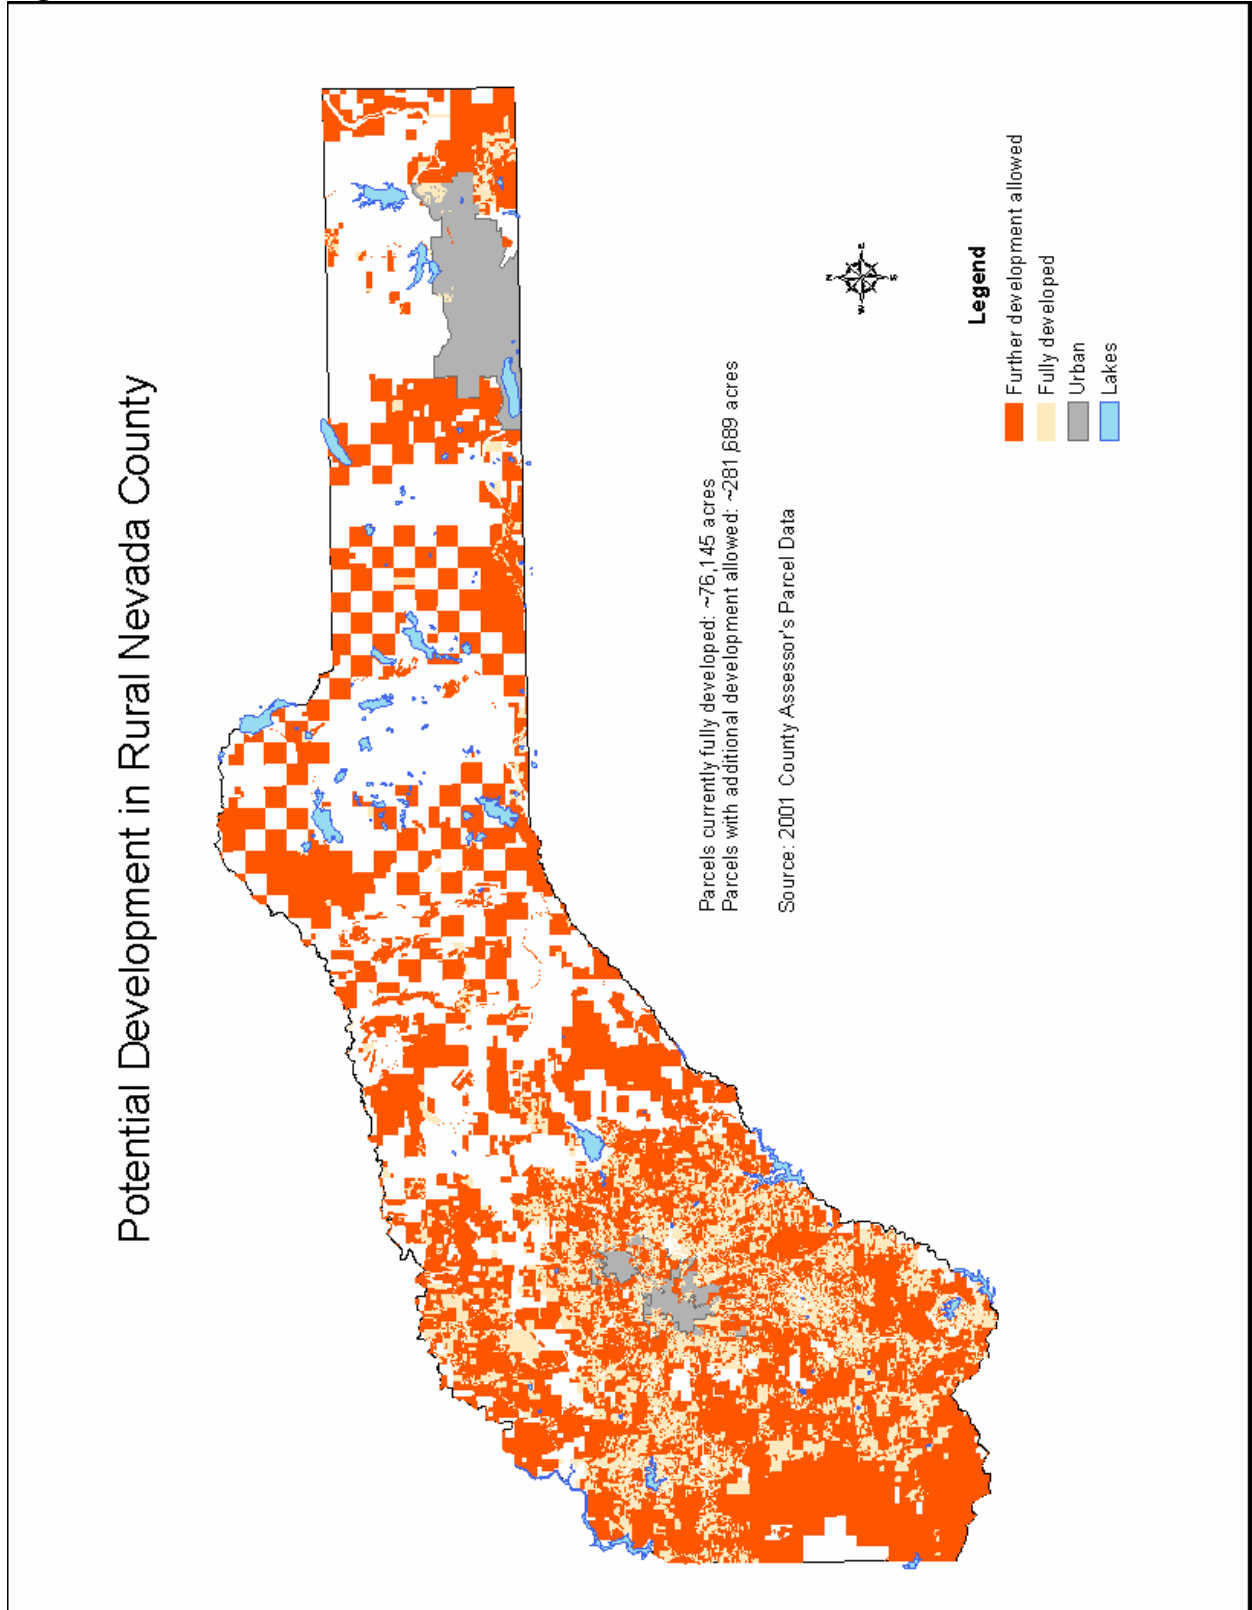 Potential Development in Rural Nevada County
Parcels currently fully developed: ~76,145 acres
Parcels with additional development allowed: ~281,689 acres
Source: 2001 County Assessor's Parcel Data
N
W
E
S
Legend
Further development allowed
Fully developed
Urban
Lakes